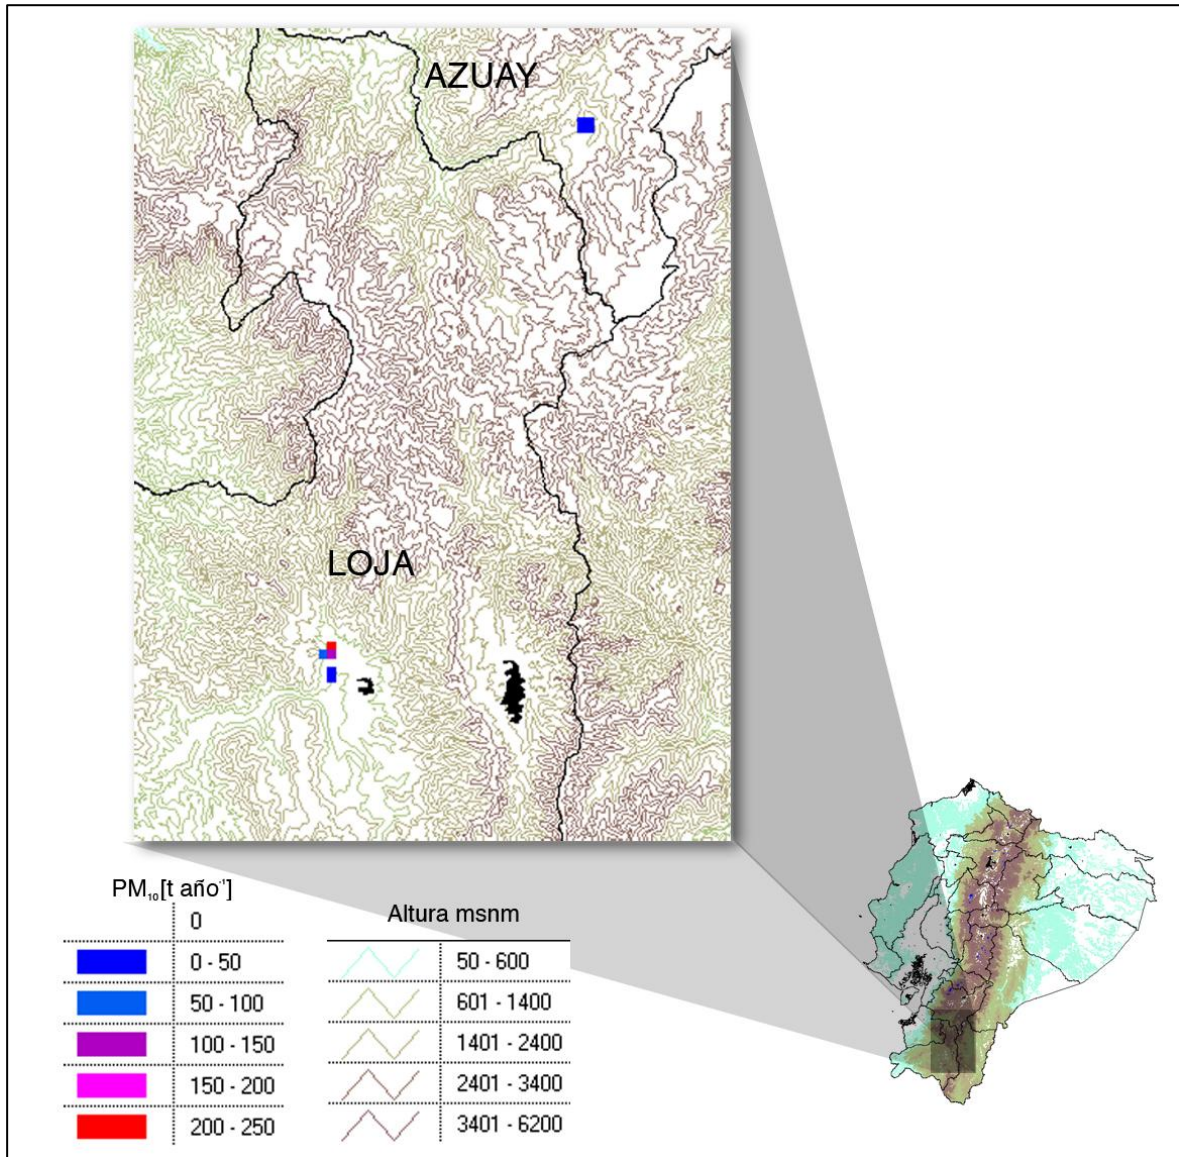 AZUAY
LOJA
PM₁₀[t año⁻¹]
0
0 - 50
50 - 100
100 - 150
150 - 200
200 - 250
Altura msnm
50 - 600
601 - 1400
1401 - 2400
2401 - 3400
3401 - 6200